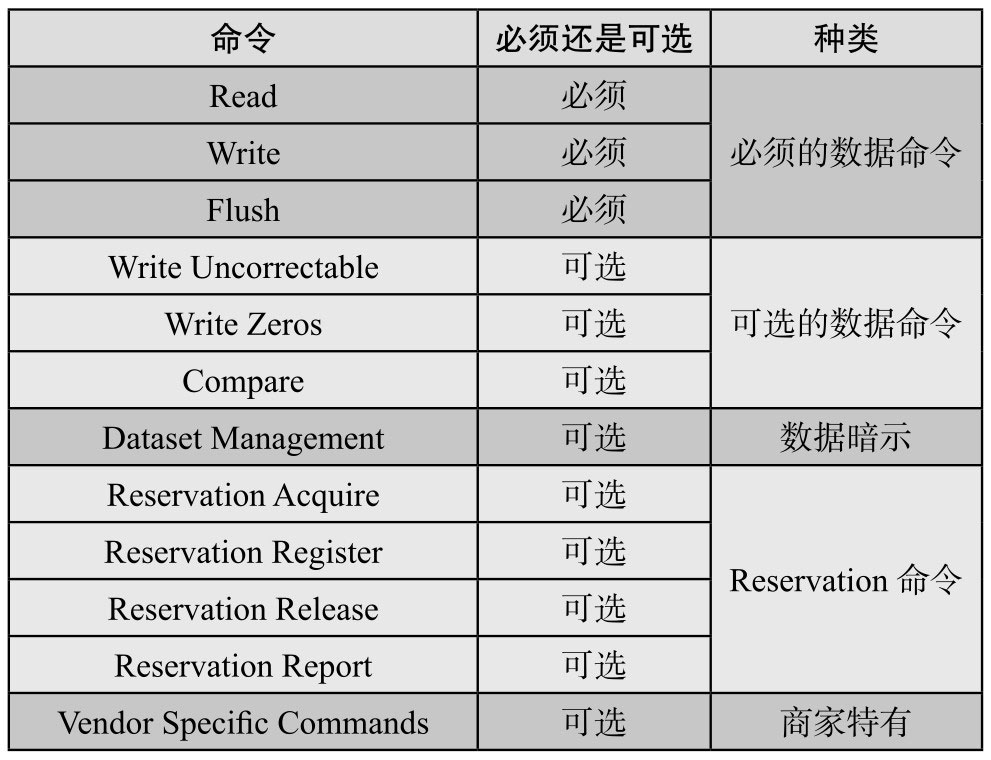 命令 必须还是可选 种类
Read 必须
Write 必须 必须的数据命令
Flush 必须
Write Uncorrectable 可选
Write Zeros 可选 可选的数据命令
Compare 可选
Dataset Management 可选 数据暗示
Reservation Acquire 可选
Reservation Register 可选
Reservation 命令
Reservation Release 可选
Reservation Report 可选
Vendor Specific Commands 可选 商家特有